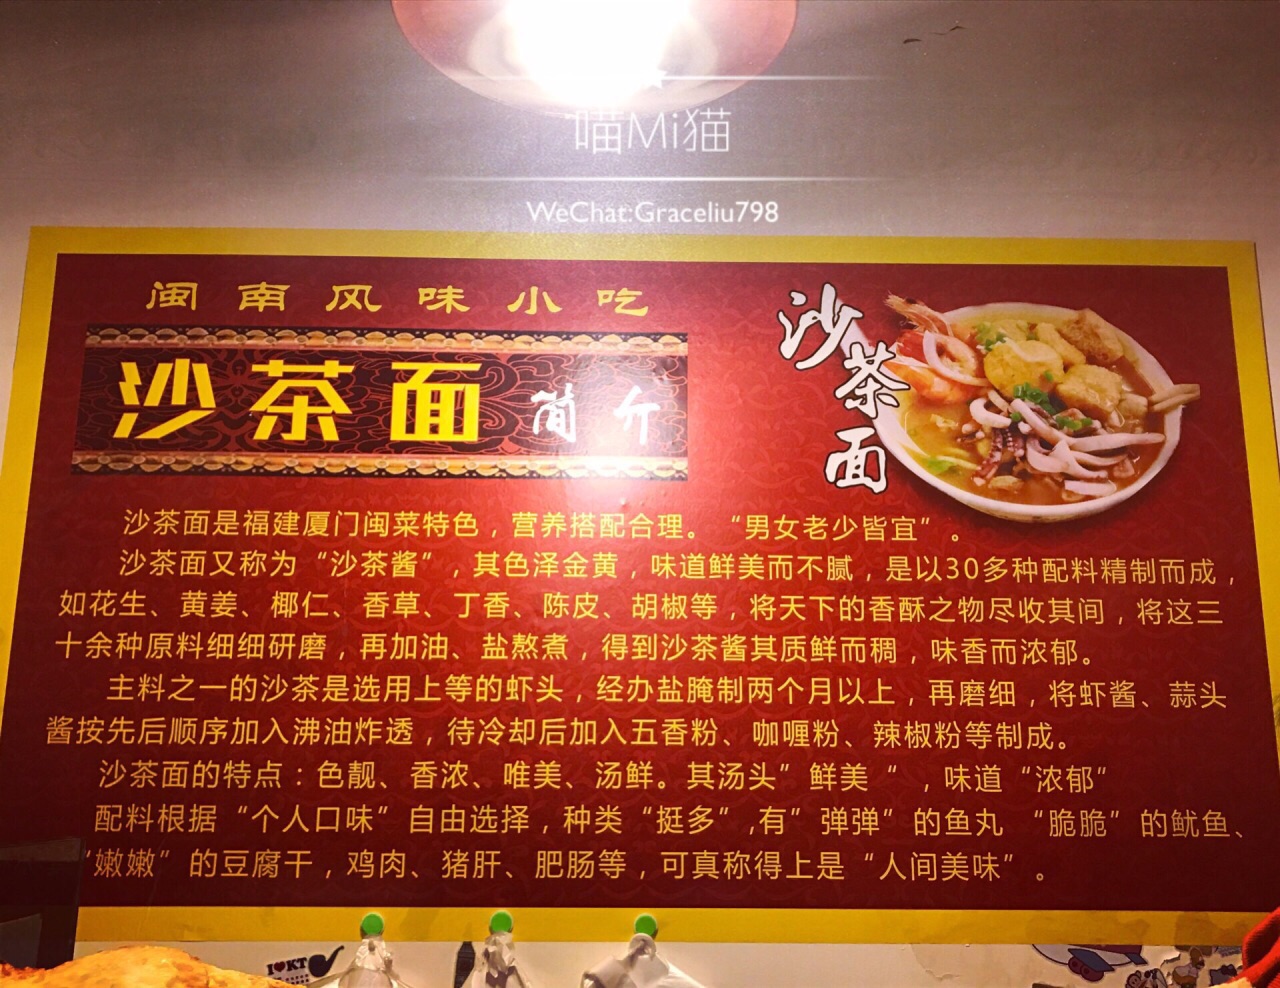 喵Mi猫
WeChat:Graceliu798
闽南风味小吃
沙茶面 简介
沙茶面
沙茶面是福建厦门闽菜特色，营养搭配合理。“男女老少皆宜”。
沙茶面又称为“沙茶酱”，其色泽金黄，味道鲜美而不腻，是以30多种配料精制而成，
如花生、黄姜、椰仁、香草、丁香、陈皮、胡椒等，将天下的香酥之物尽收其间，将这三
十余种原料细细研磨，再加油、盐熬煮，得到沙茶酱其质鲜而稠，味香而浓郁。
主料之一的沙茶是选用上等的虾头，经办盐腌制两个月以上，再磨细，将虾酱、蒜头
酱按先后顺序加入沸油炸透，待冷却后加入五香粉、咖喱粉、辣椒粉等制成。
沙茶面的特点：色靓、香浓、唯美、汤鲜。其汤头”鲜美“，味道“浓郁”
配料根据“个人口味”自由选择，种类“挺多”,有”弹弹”的鱼丸 “脆脆”的鱿鱼、
“嫩嫩”的豆腐干，鸡肉、猪肝、肥肠等，可真称得上是“人间美味”。
I♥KT